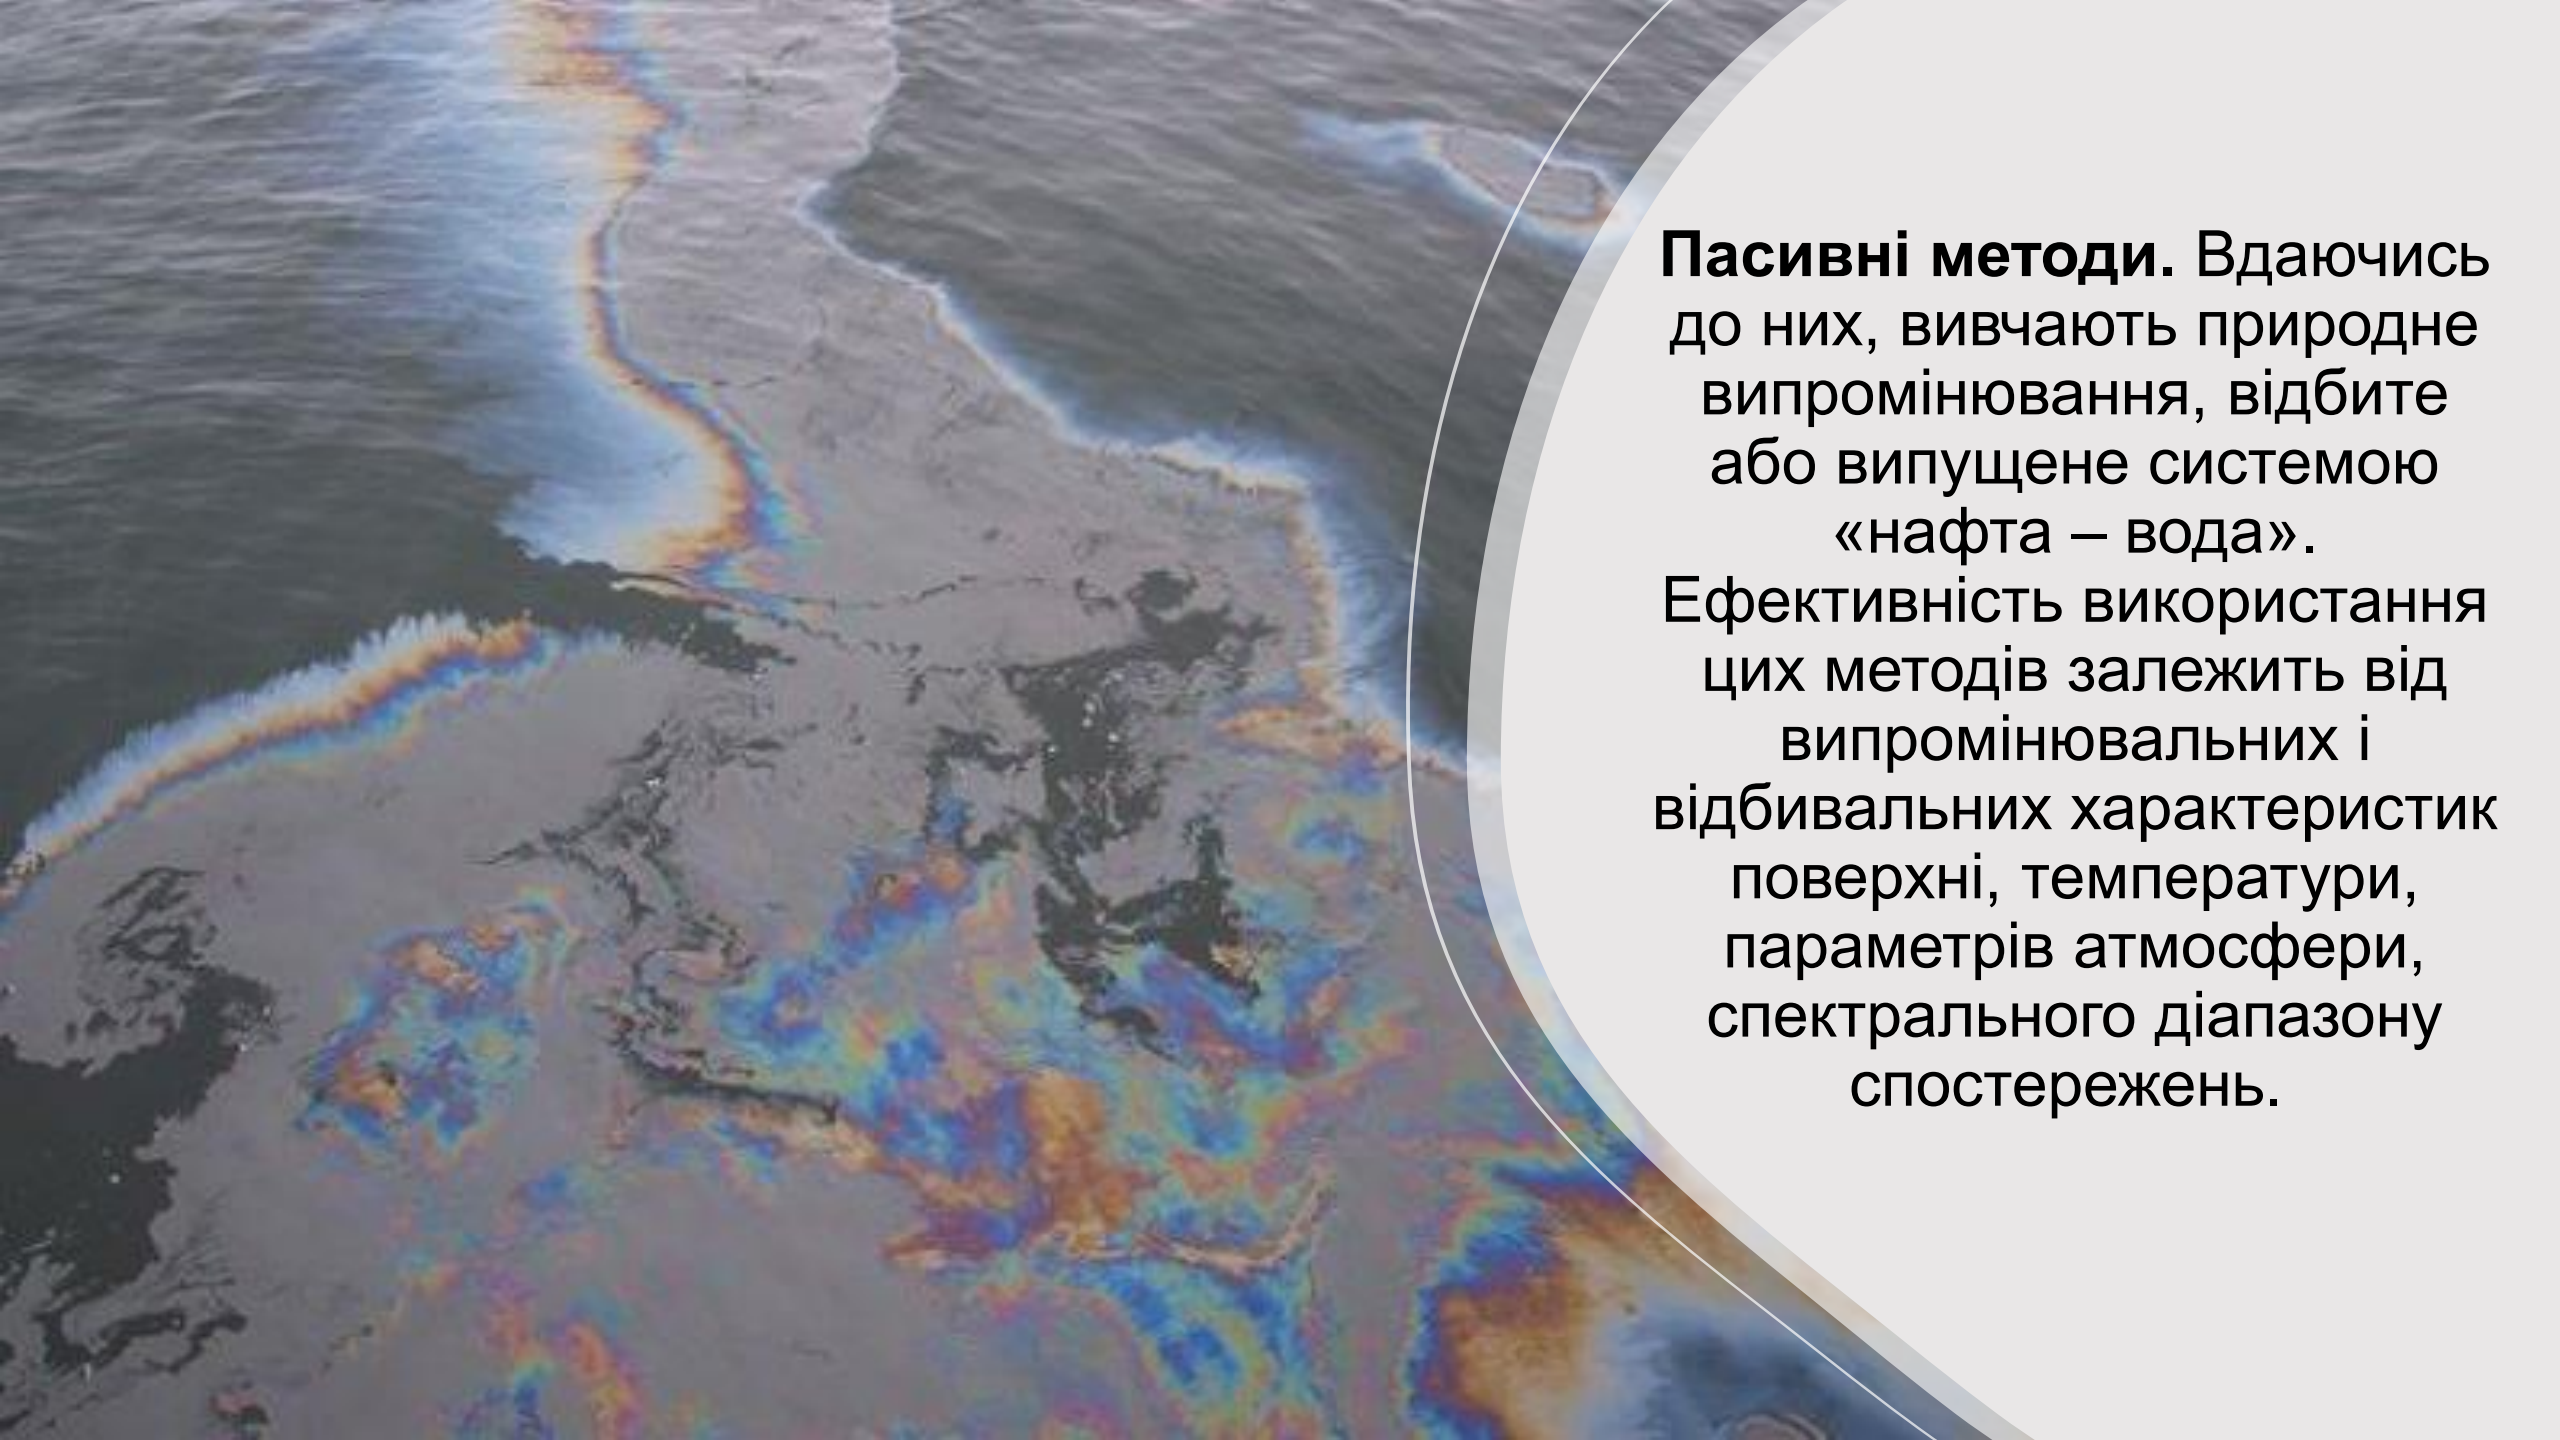 Пасивні методи. Вдаючись
до них, вивчають природне
випромінювання, відбите
або випущене системою
«нафта – вода».
Ефективність використання
цих методів залежить від
випромінювальних і
відбивальних характеристик
поверхні, температури,
параметрів атмосфери,
спектрального діапазону
спостережень.